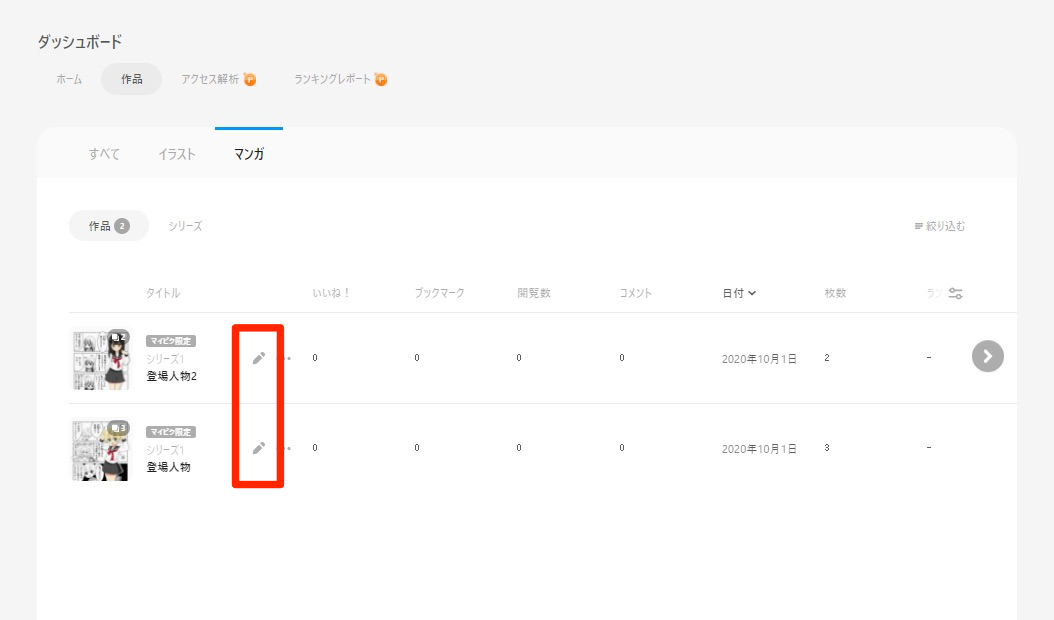 ダッシュボード
ホーム 作品 アクセス解析 P ランキングレポート P
すべて イラスト マンガ
作品 2 シリーズ 絞り込む
タイトル いいね！ ブックマーク 閲覧数 コメント 日付 枚数 ラン
2 マイピク限定
シリーズ1
登場人物2
0 0 0 0 2020年10月1日 2 -
3 マイピク限定
シリーズ1
登場人物
0 0 0 0 2020年10月1日 3 -